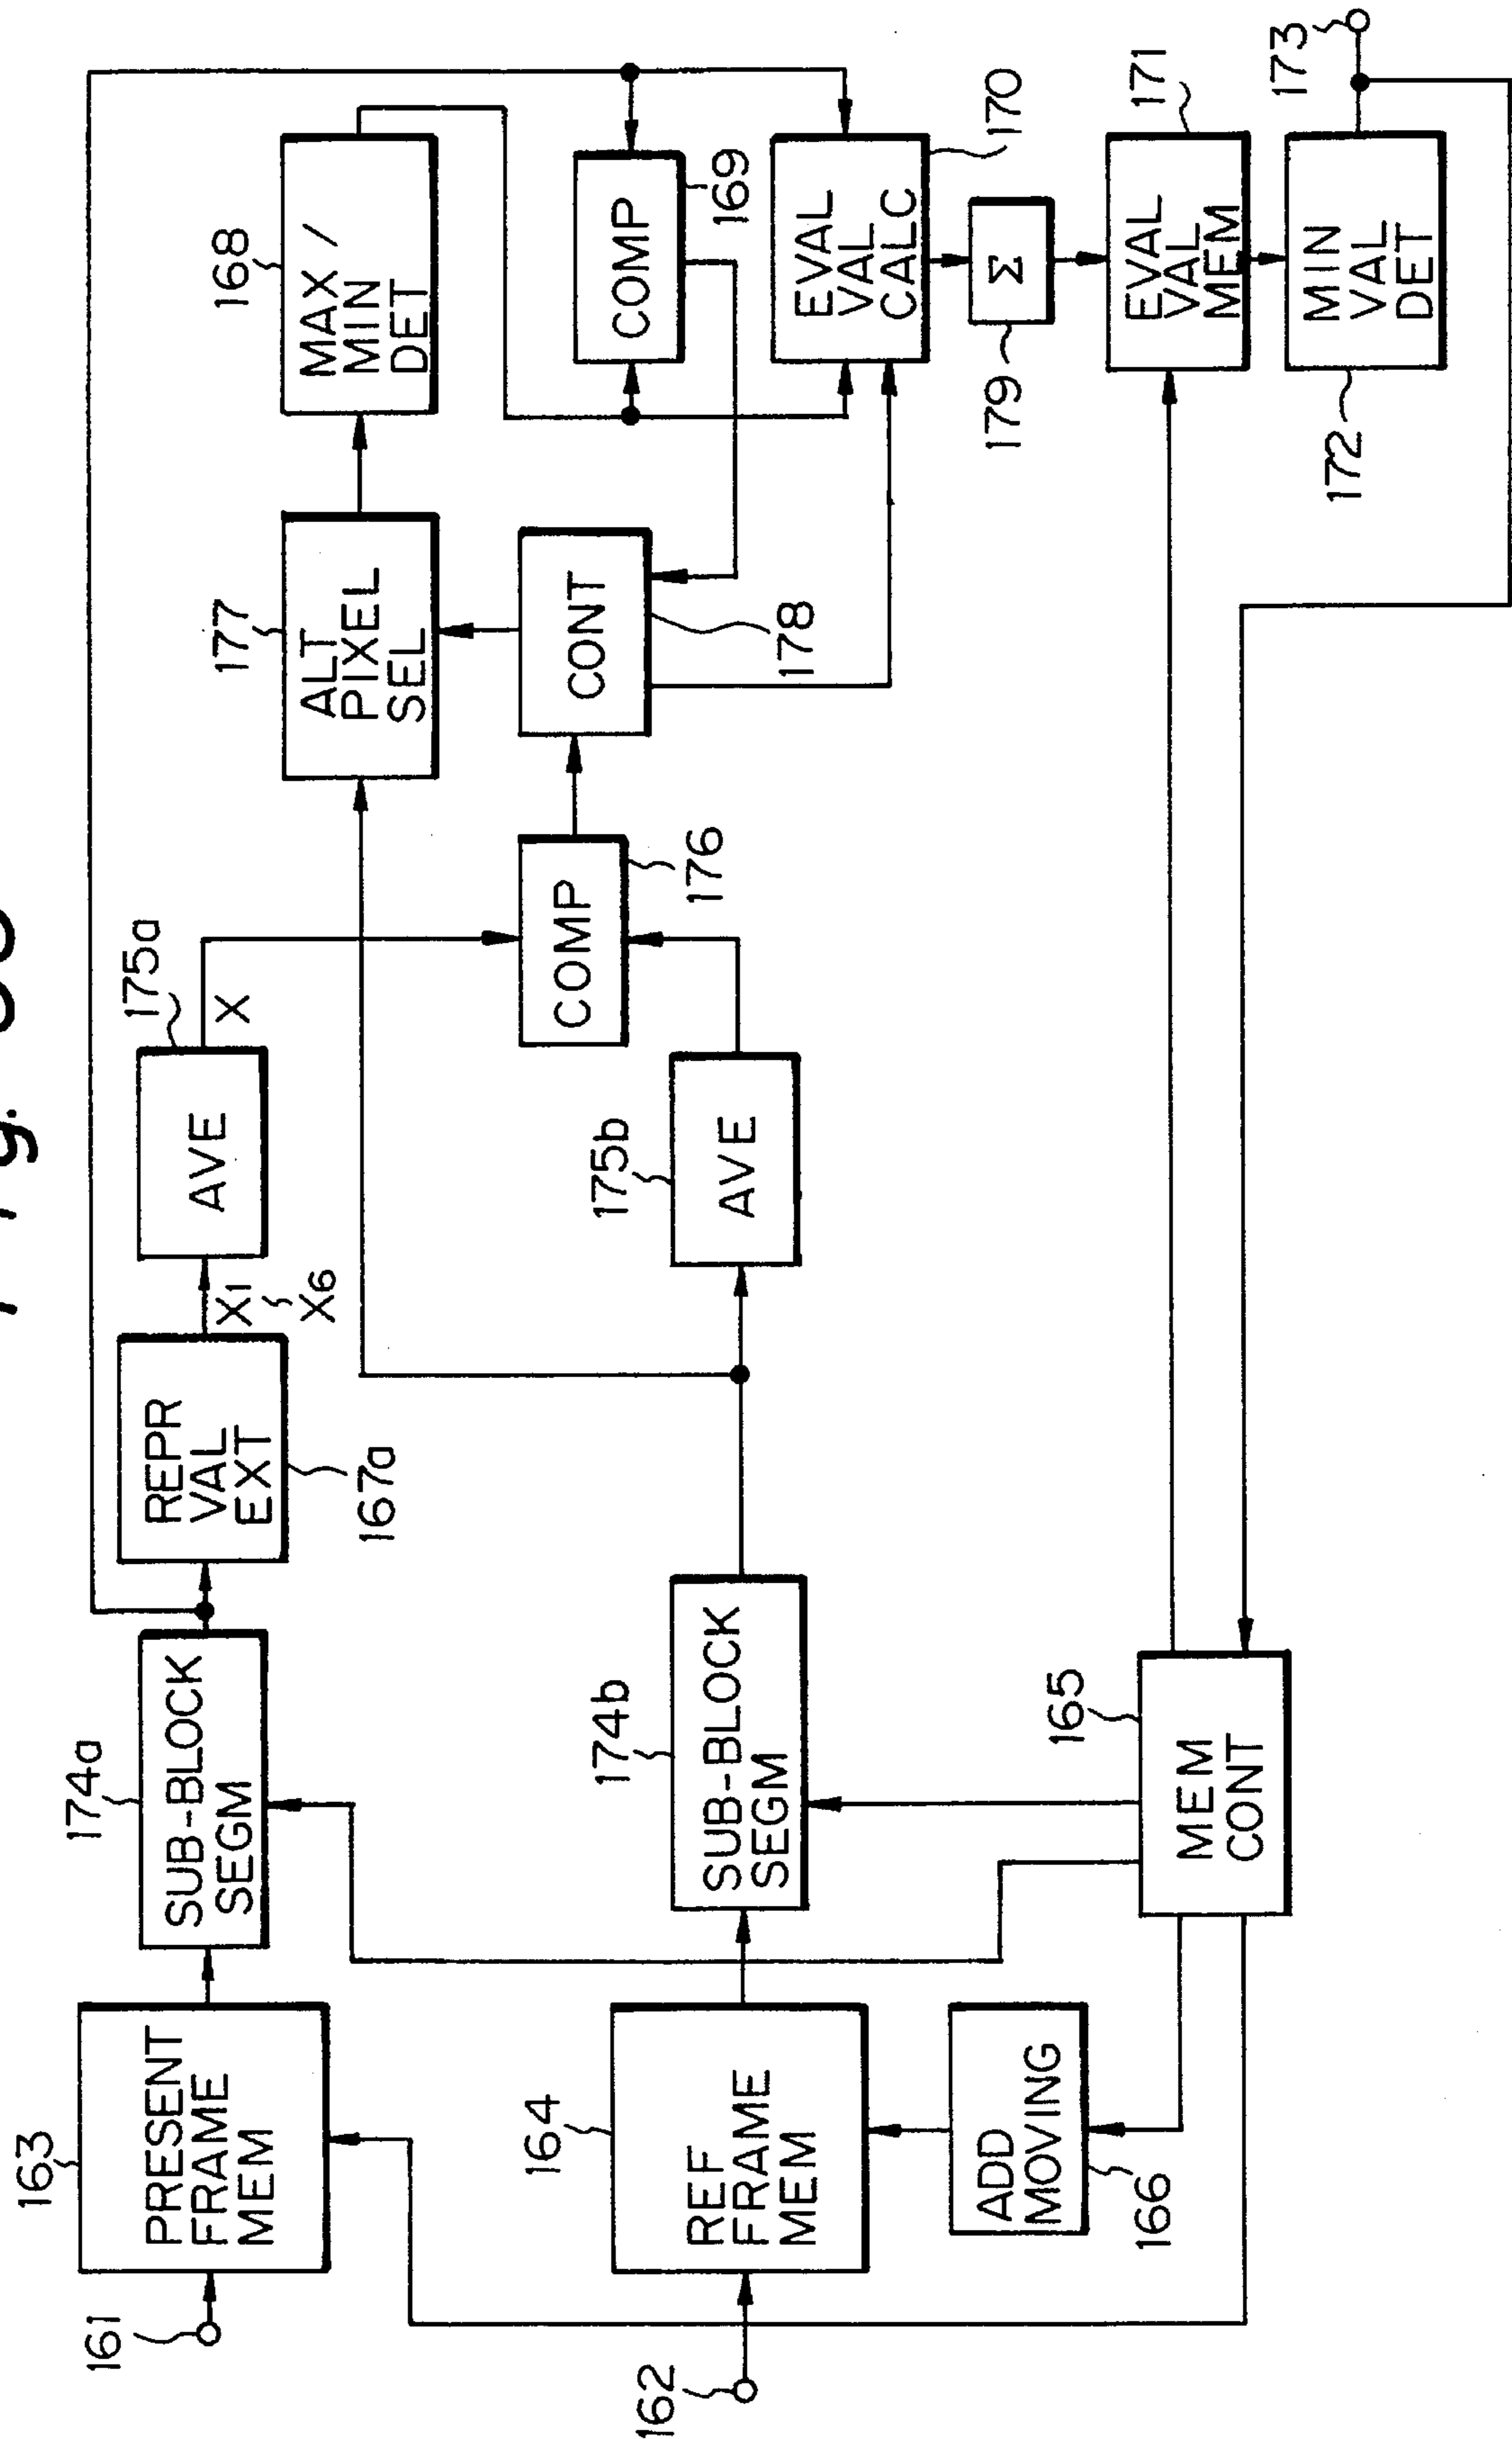 161
163
PRESENT
FRAME
MEM
174a
SUB-BLOCK
SEGM
REPR
VAL
EXT
167a
X1
X6
AVE
175a
X
177
ALT
PIXEL
SEL
168
MAX /
MIN
DET
162
164
REF
FRAME
MEM
174b
SUB-BLOCK
SEGM
175b
AVE
COMP
176
CONT
178
COMP
169
EVAL
VAL
CALC
170
Σ
179
ADD
MOVING
166
165
MEM
CONT
EVAL
VAL
MEM
171
MIN
VAL
DET
172
173